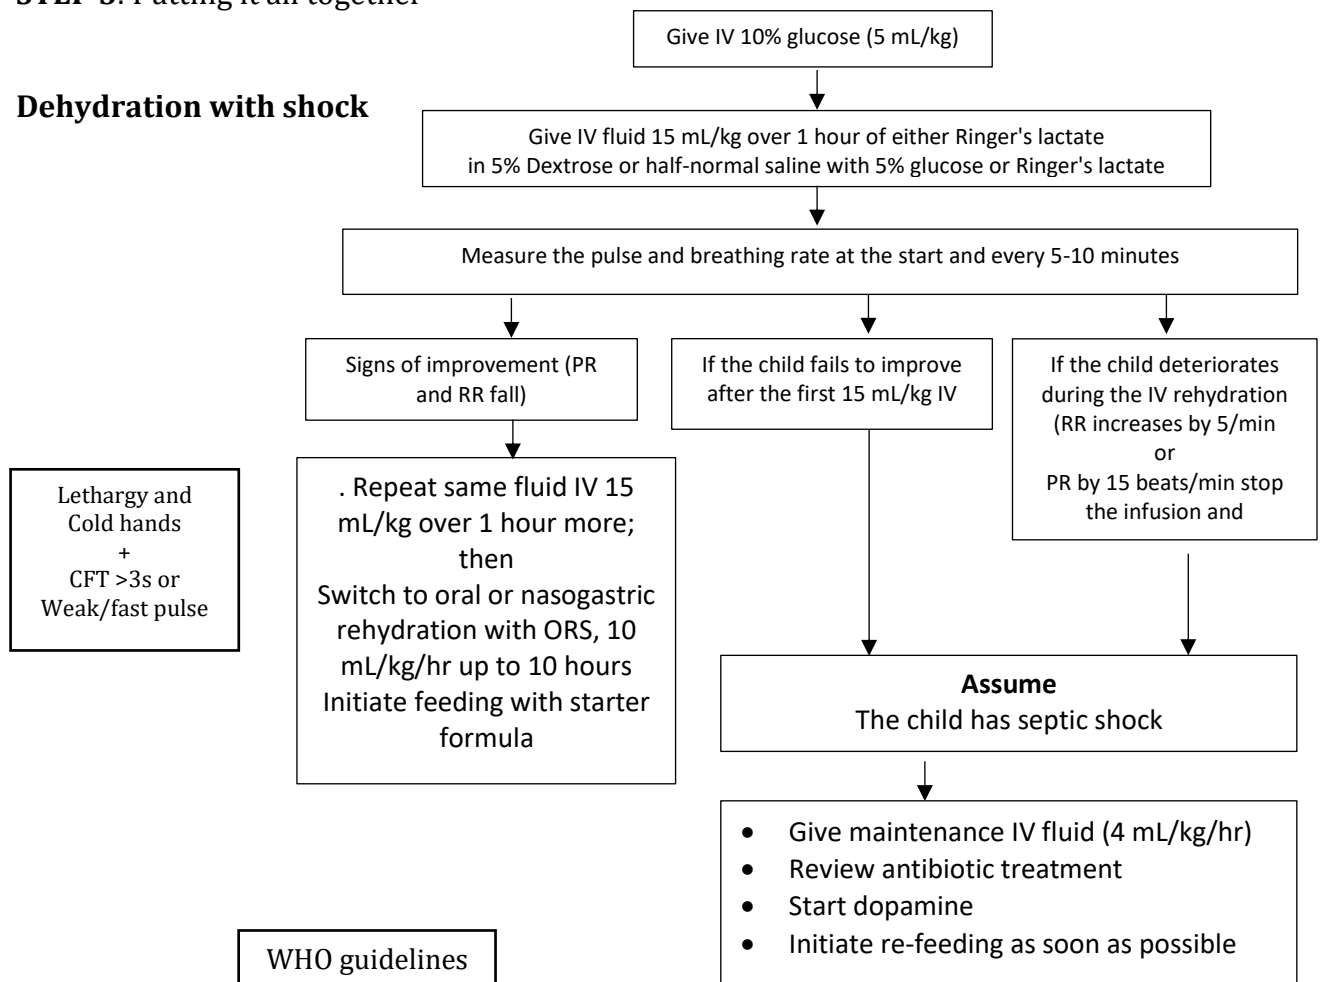 STEP 3: Putting it all together
Give IV 10% glucose (5 mL/kg)
Dehydration with shock
Give IV fluid 15 mL/kg over 1 hour of either Ringer's lactate
in 5% Dextrose or half-normal saline with 5% glucose or Ringer's lactate
Measure the pulse and breathing rate at the start and every 5-10 minutes
Signs of improvement (PR
and RR fall)
If the child fails to improve
after the first 15 mL/kg IV
If the child deteriorates
during the IV rehydration
(RR increases by 5/min
or
PR by 15 beats/min stop
the infusion and
Lethargy and
Cold hands
+
CFT >3s or
Weak/fast pulse
. Repeat same fluid IV 15
mL/kg over 1 hour more;
then
Switch to oral or nasogastric
rehydration with ORS, 10
mL/kg/hr up to 10 hours
Initiate feeding with starter
formula
Assume
The child has septic shock
• Give maintenance IV fluid (4 mL/kg/hr)
• Review antibiotic treatment
• Start dopamine
• Initiate re-feeding as soon as possible
WHO guidelines